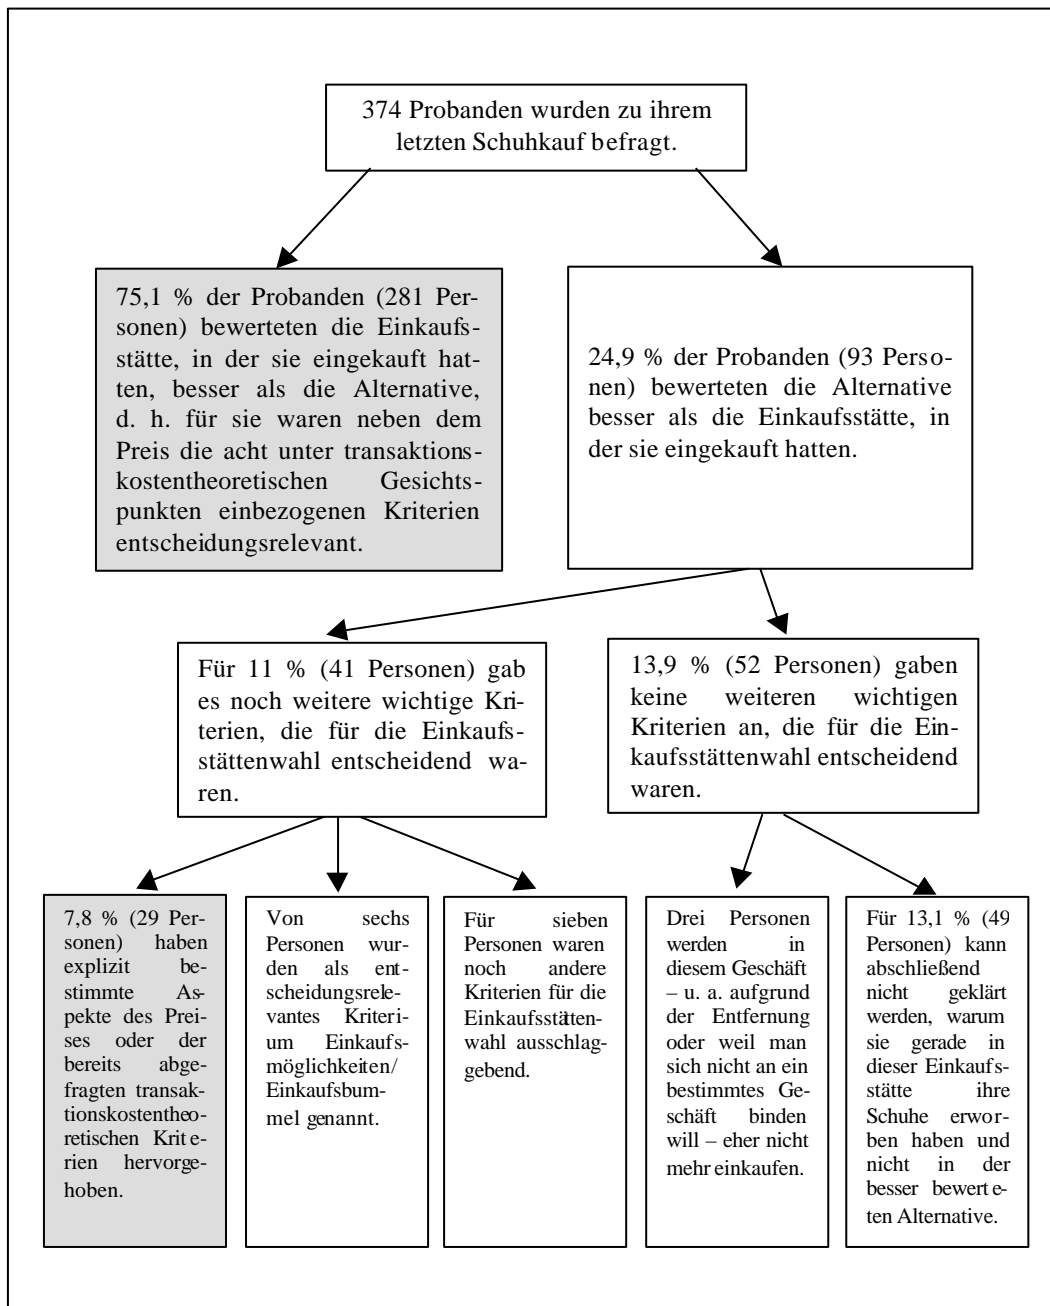 374 Probanden wurden zu ihrem
letzten Schuhkauf befragt.
75,1 % der Probanden (281 Per-
sonen) bewerteten die Einkaufs-
stätte, in der sie eingekauft hat-
ten, besser als die Alternative,
d. h. für sie waren neben dem
Preis die acht unter transaktions-
kostentheoretischen Gesichts-
punkten einbezogenen Kriterien
entscheidungsrelevant.
24,9 % der Probanden (93 Perso-
nen) bewerteten die Alternative
besser als die Einkaufsstätte, in
der sie eingekauft hatten.
Für 11 % (41 Personen) gab
es noch weitere wichtige Kri-
terien, die für die Einkaufs-
stättenwahl entscheidend wa-
ren.
13,9 % (52 Personen) gaben
keine weiteren wichtigen
Kriterien an, die für die Ein-
kaufsstättenwahl entscheidend
waren.
7,8 % (29 Per-
sonen) haben
explizit be-
stimmte As-
pekte des Prei-
ses oder der
bereits abge-
fragten transak-
tionskostentheo-
retischen Krite-
rien hervorge-
hoben.
Von sechs
Personen wur-
den als ent-
scheidungsrele-
vantes Kriteri-
um Einkaufs-
möglichkeiten/
Einkaufsbum-
mel genannt.
Für sieben
Personen waren
noch andere
Kriterien für die
Einkaufsstätten-
wahl ausschlag-
gebend.
Drei Personen
werden in
diesem Geschäft
– u. a. aufgrund
der Entfernung
oder weil man
sich nicht an ein
bestimmtes
Geschäft binden
will – eher nicht
mehr einkaufen.
Für 13,1 % (49
Personen) kann
abschließend
nicht geklärt
werden, warum
sie gerade in
dieser Einkaufs-
stätte ihre
Schuhe erwor-
ben haben und
nicht in der
besser bewerte-
ten Alternative.